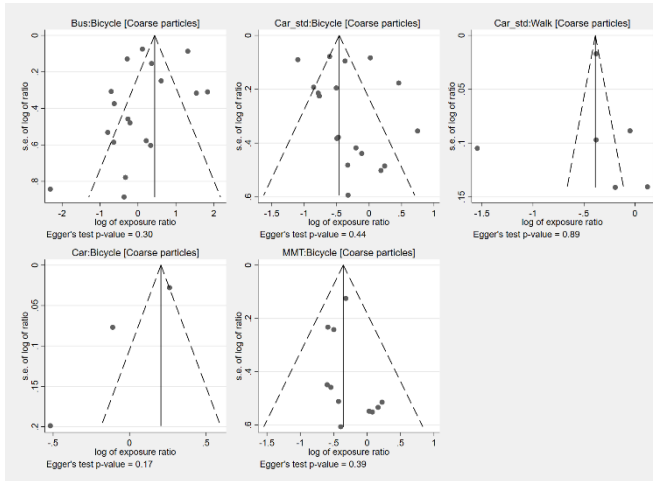 Bus:Bicycle [Coarse particles]
s.e. of log of ratio
0
.2
.4
.6
.8
-2 -1 0 1 2
log of exposure ratio
Egger's test p-value = 0.30
Car_std:Bicycle [Coarse particles]
s.e. of log of ratio
0
.2
.4
.6
-1.5 -1 -.5 0 .5 1
log of exposure ratio
Egger's test p-value = 0.44
Car_std:Walk [Coarse particles]
s.e. of log of ratio
0
.05
.1
.15
-1.5 -1 -.5 0
log of exposure ratio
Egger's test p-value = 0.89
Car:Bicycle [Coarse particles]
s.e. of log of ratio
0
.05
.1
.15
.2
-.5 0 .5
log of exposure ratio
Egger's test p-value = 0.17
MMT:Bicycle [Coarse particles]
s.e. of log of ratio
0
.2
.4
.6
-1.5 -1 -.5 0 .5 1
log of exposure ratio
Egger's test p-value = 0.39